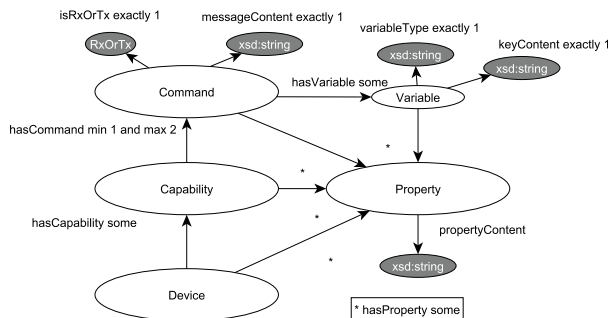 isRxOrTx exactly 1
messageContent exactly 1
variableType exactly 1
keyContent exactly 1
RxOrTx
xsd:string
xsd:string
xsd:string
hasVariable some
Command
Variable
hasCommand min 1 and max 2
*
*
Capability
Property
*
hasCapability some
propertyContent
*
xsd:string
Device
* hasProperty some